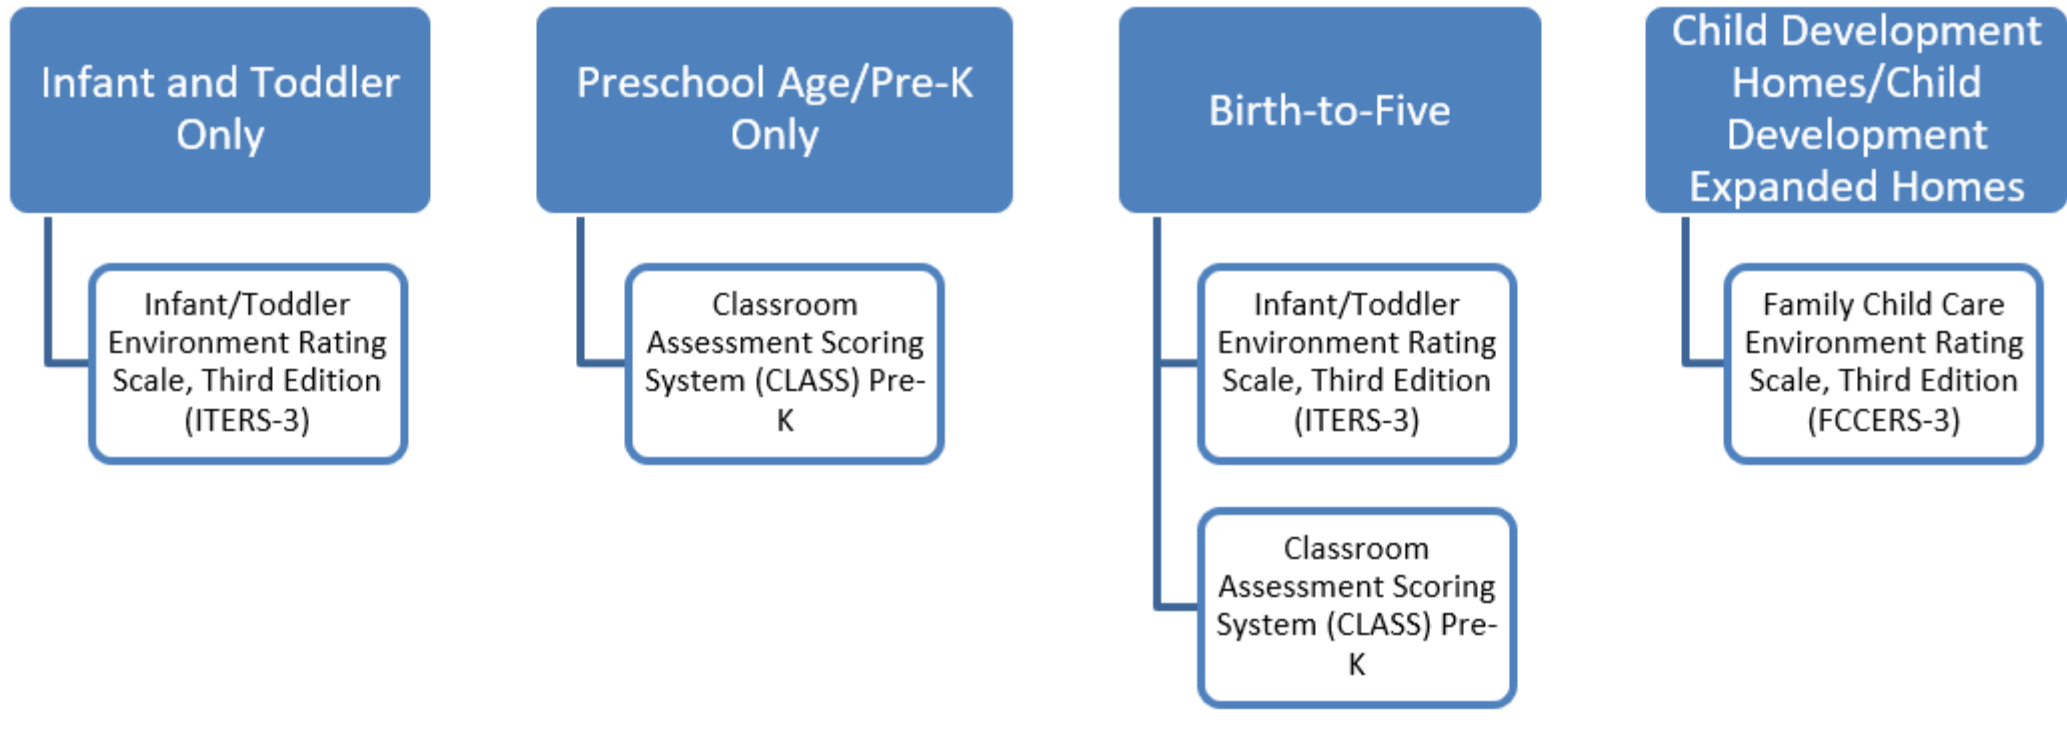 Infant and Toddler
Only
Infant/Toddler
Environment Rating
Scale, Third Edition
(ITERS-3)
Preschool Age/Pre-K
Only
Classroom
Assessment Scoring
System (CLASS) Pre-
K
Birth-to-Five
Infant/Toddler
Environment Rating
Scale, Third Edition
(ITERS-3)
Classroom
Assessment Scoring
System (CLASS) Pre-
K
Child Development
Homes/Child
Development
Expanded Homes
Family Child Care
Environment Rating
Scale, Third Edition
(FCCERS-3)